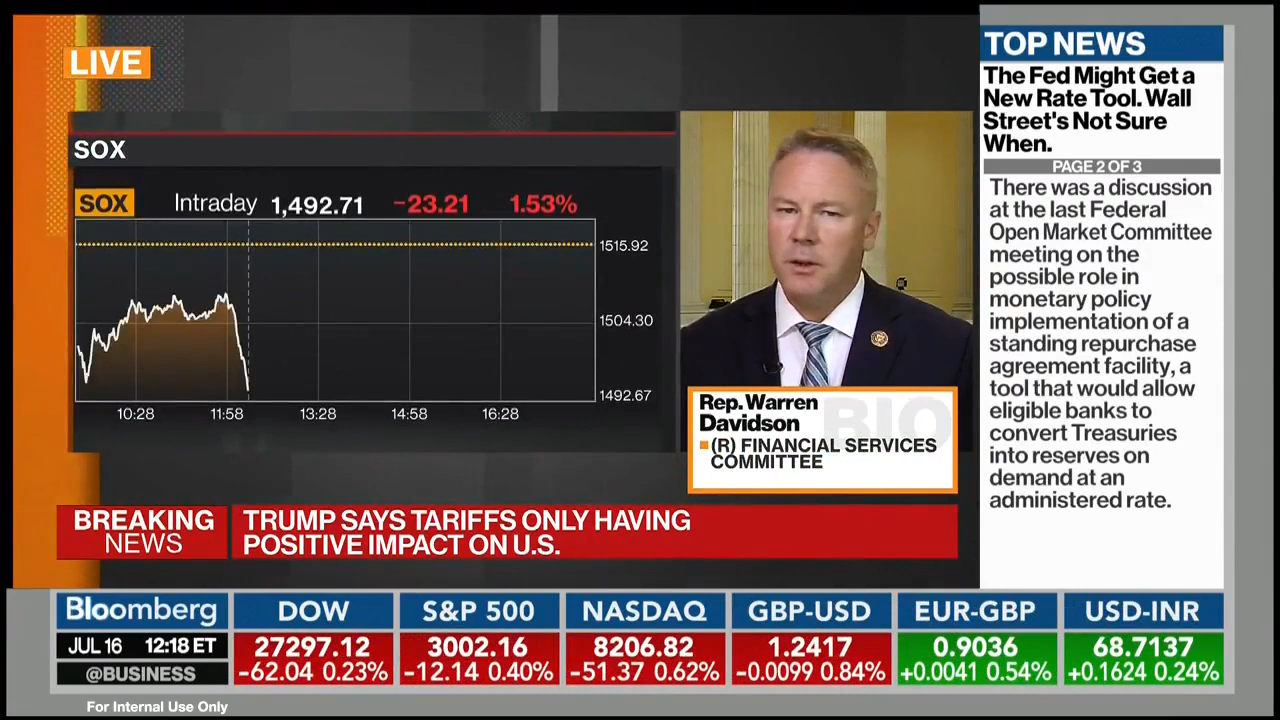 LIVE
SOX
SOX Intraday 1,492.71 −23.21 1.53%
1515.92
1504.30
1492.67
10:28 11:58 13:28 14:58 16:28
BIO
Rep. Warren
Davidson
(R) FINANCIAL SERVICES
COMMITTEE
BREAKING
NEWS
TRUMP SAYS TARIFFS ONLY HAVING
POSITIVE IMPACT ON U.S.
TOP NEWS
The Fed Might Get a
New Rate Tool. Wall
Street's Not Sure
When.
PAGE 2 OF 3
There was a discussion
at the last Federal
Open Market Committee
meeting on the
possible role in
monetary policy
implementation of a
standing repurchase
agreement facility, a
tool that would allow
eligible banks to
convert Treasuries
into reserves on
demand at an
administered rate.
Bloomberg DOW S&P 500 NASDAQ GBP-USD EUR-GBP USD-INR
JUL 16 12:18 ET 27297.12 3002.16 8206.82 1.2417 0.9036 68.7137
@BUSINESS −62.04 0.23% −12.14 0.40% −51.37 0.62% −0.0099 0.84% +0.0041 0.54% +0.1624 0.24%
For Internal Use Only